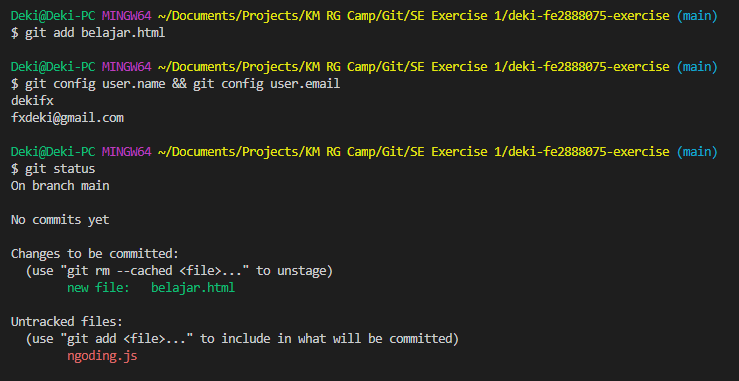 Deki@Deki-PC MINGW64 ~/Documents/Projects/KM RG Camp/Git/SE Exercise 1/deki-fe2888075-exercise (main)
$ git add belajar.html
Deki@Deki-PC MINGW64 ~/Documents/Projects/KM RG Camp/Git/SE Exercise 1/deki-fe2888075-exercise (main)
$ git config user.name && git config user.email
dekifx
fxdeki@gmail.com
Deki@Deki-PC MINGW64 ~/Documents/Projects/KM RG Camp/Git/SE Exercise 1/deki-fe2888075-exercise (main)
$ git status
On branch main
No commits yet
Changes to be committed:
(use "git rm --cached <file>..." to unstage)
new file:   belajar.html
Untracked files:
(use "git add <file>..." to include in what will be committed)
ngoding.js